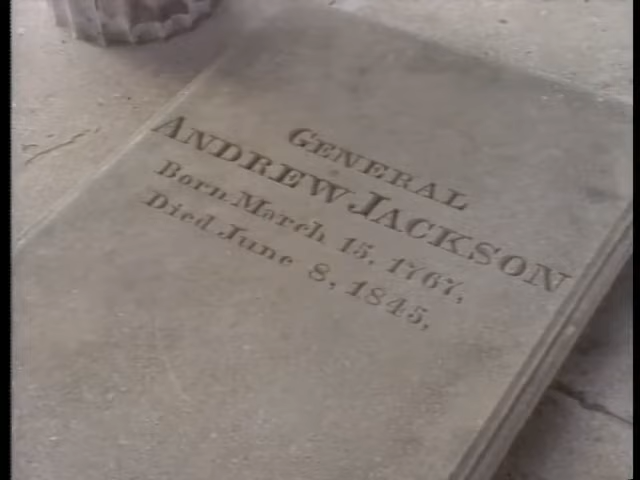 GENERAL
ANDREW JACKSON
Born March 15, 1767,
Died June 8, 1845,